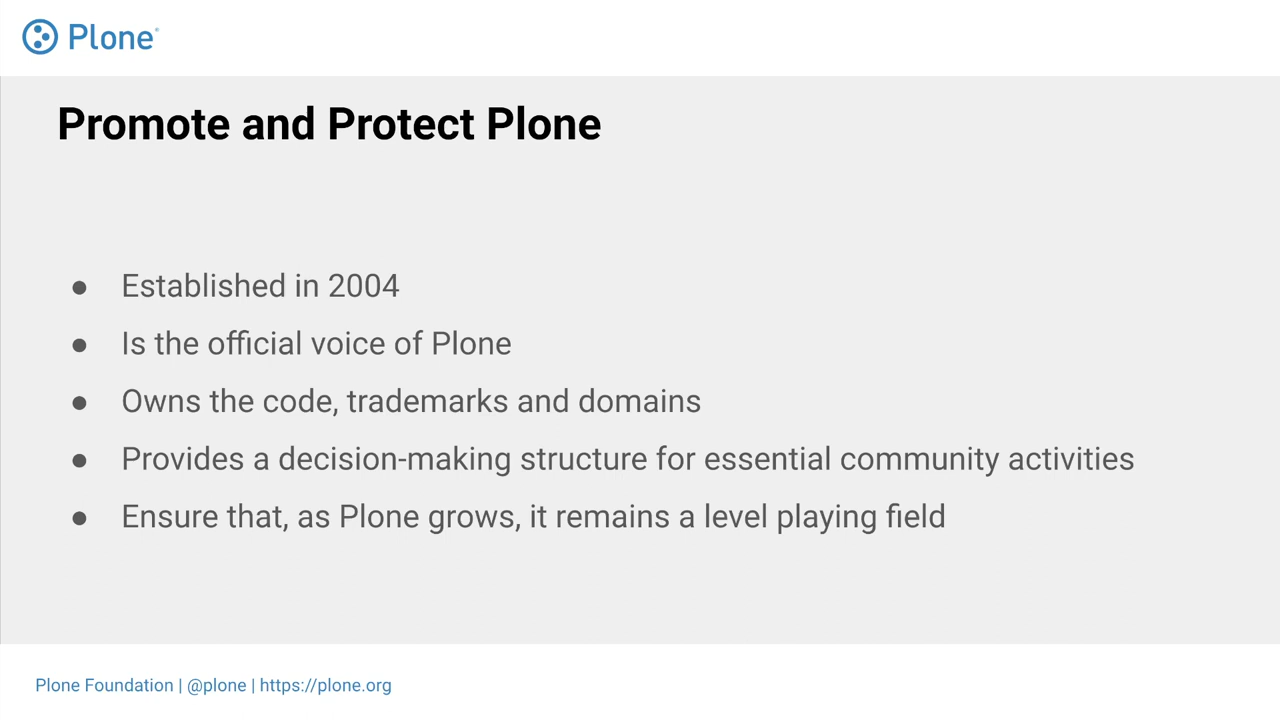 Plone®
Promote and Protect Plone
● Established in 2004
● Is the official voice of Plone
● Owns the code, trademarks and domains
● Provides a decision-making structure for essential community activities
● Ensure that, as Plone grows, it remains a level playing field
Plone Foundation | @plone | https://plone.org